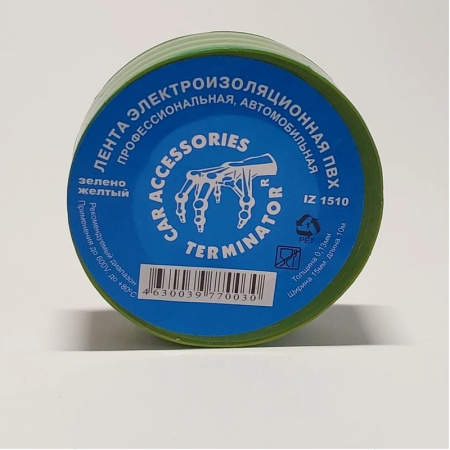 ЛЕНТА ЭЛЕКТРОИЗОЛЯЦИОННАЯ ПВХ
ПРОФЕССИОНАЛЬНАЯ, АВТОМОБИЛЬНАЯ
CAR ACCESSORIES
TERMINATOR®
зелено
желтый
IZ 1510
Рекомендуемый диапазон
Применения до 600V, до +80°C
PET
Толщина 0,13мм
Ширина 15мм, длина 10м
4630039770030